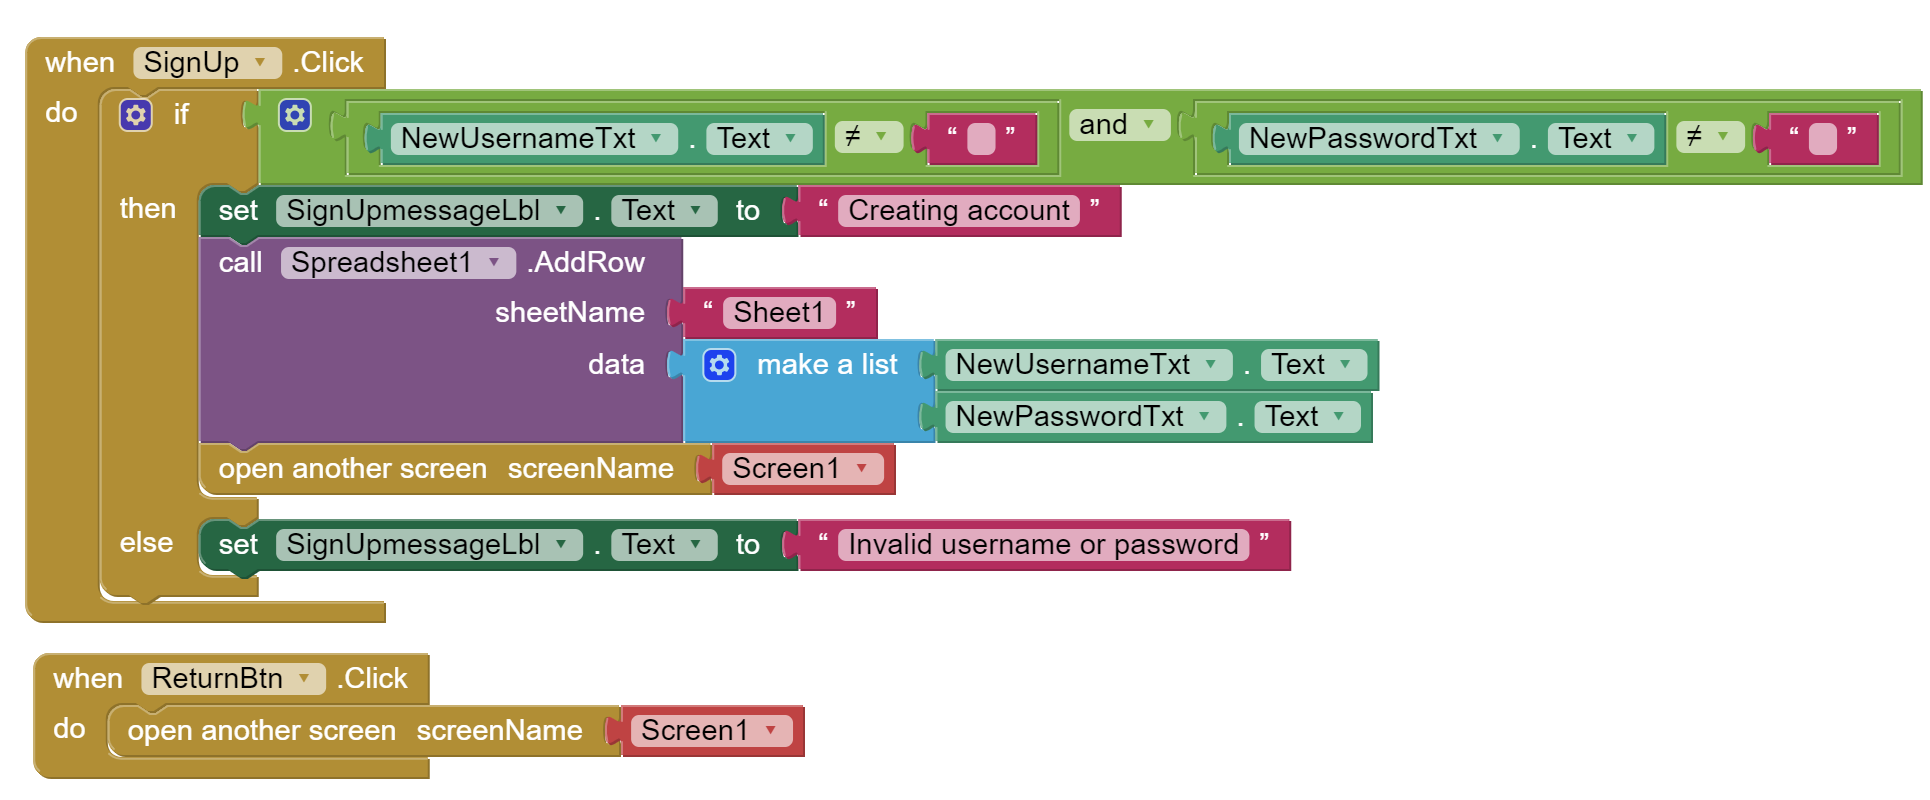 when SignUp .Click
do if NewUsernameTxt . Text ≠ “ ” and NewPasswordTxt . Text ≠ “ ”
then set SignUpmessageLbl . Text to “ Creating account ”
call Spreadsheet1 .AddRow
sheetName “ Sheet1 ”
data make a list NewUsernameTxt . Text
NewPasswordTxt . Text
open another screen screenName Screen1
else set SignUpmessageLbl . Text to “ Invalid username or password ”
when ReturnBtn .Click
do open another screen screenName Screen1